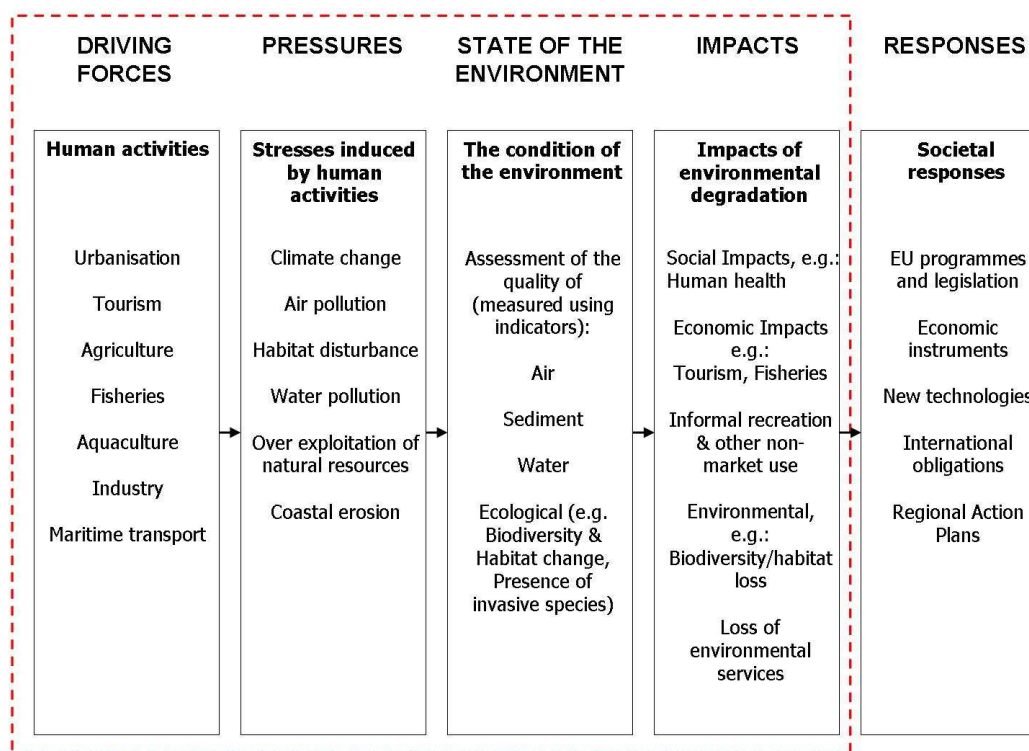 DRIVING
FORCES
PRESSURES
STATE OF THE
ENVIRONMENT
IMPACTS
RESPONSES
Human activities
Urbanisation
Tourism
Agriculture
Fisheries
Aquaculture
Industry
Maritime transport
Stresses induced
by human
activities
Climate change
Air pollution
Habitat disturbance
Water pollution
Over exploitation of
natural resources
Coastal erosion
The condition of
the environment
Assessment of the
quality of
(measured using
indicators):
Air
Sediment
Water
Ecological (e.g.
Biodiversity &
Habitat change,
Presence of
invasive species)
Impacts of
environmental
degradation
Social Impacts, e.g.:
Human health
Economic Impacts
e.g.:
Tourism, Fisheries
Informal recreation
& other non-
market use
Environmental,
e.g.:
Biodiversity/habitat
loss
Loss of
environmental
services
Societal
responses
EU programmes
and legislation
Economic
instruments
New technologies
International
obligations
Regional Action
Plans